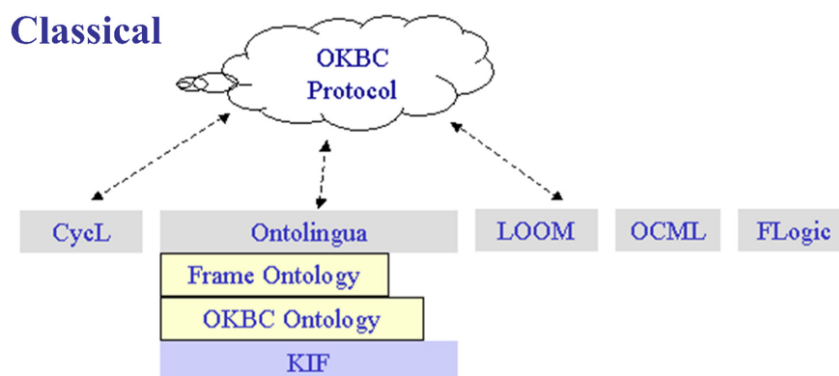 Classical
OKBC
Protocol
CycL
Ontolingua
LOOM
OCML
FLogic
Frame Ontology
OKBC Ontology
KIF